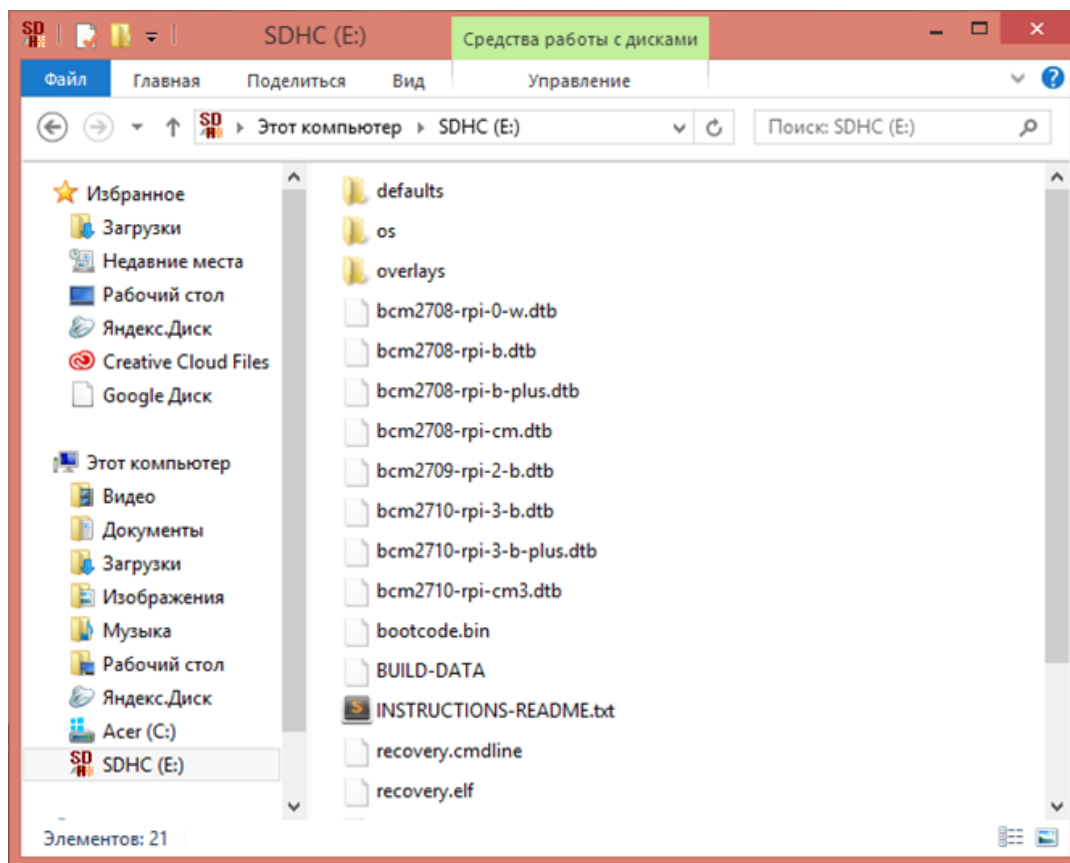 SDHC (E:)
Средства работы с дисками
Файл Главная Поделиться Вид Управление
Этот компьютер SDHC (E:)
Поиск: SDHC (E:)
Избранное
Загрузки
Недавние места
Рабочий стол
Яндекс.Диск
Creative Cloud Files
Google Диск
Этот компьютер
Видео
Документы
Загрузки
Изображения
Музыка
Рабочий стол
Яндекс.Диск
Acer (C:)
SDHC (E:)
defaults
os
overlays
bcm2708-rpi-0-w.dtb
bcm2708-rpi-b.dtb
bcm2708-rpi-b-plus.dtb
bcm2708-rpi-cm.dtb
bcm2709-rpi-2-b.dtb
bcm2710-rpi-3-b.dtb
bcm2710-rpi-3-b-plus.dtb
bcm2710-rpi-cm3.dtb
bootcode.bin
BUILD-DATA
INSTRUCTIONS-README.txt
recovery.cmdline
recovery.elf
Элементов: 21